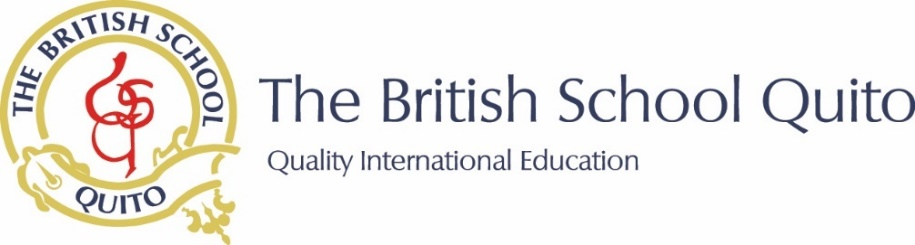 THE BRITISH SCHOOL
QUITO
The British School Quito
Quality International Education